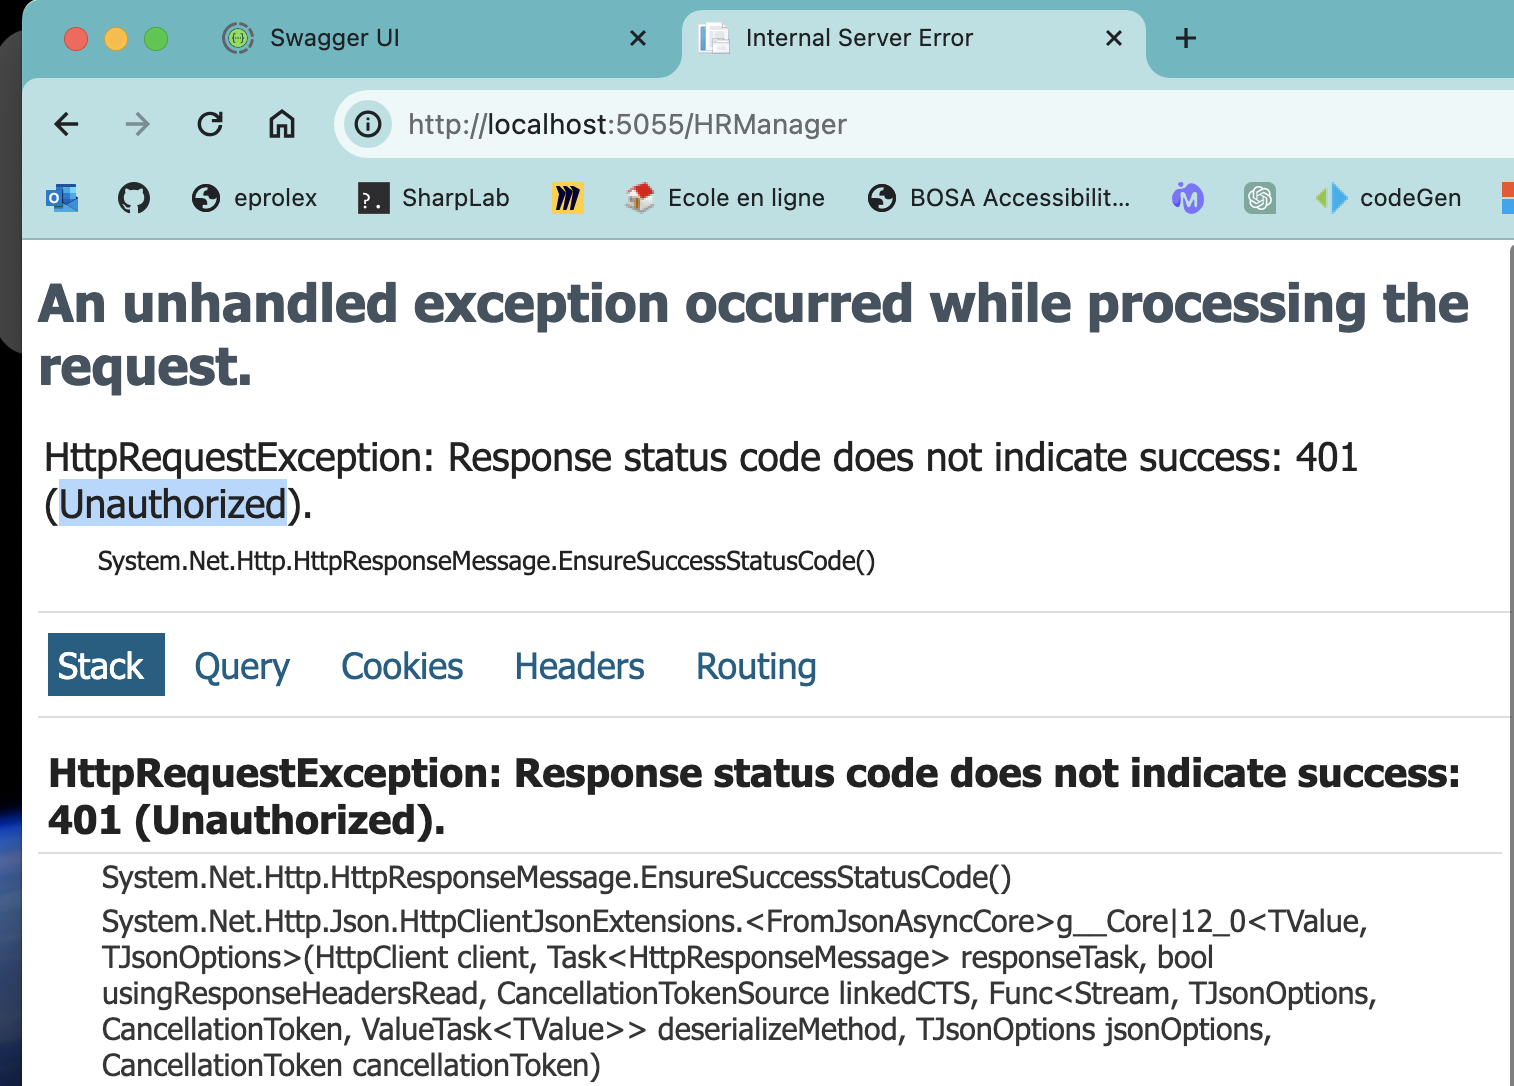 Swagger UI
Internal Server Error
http://localhost:5055/HRManager
eprolex
SharpLab
Ecole en ligne
BOSA Accessibilit...
codeGen
An unhandled exception occurred while processing the
request.
HttpRequestException: Response status code does not indicate success: 401
(Unauthorized).
System.Net.Http.HttpResponseMessage.EnsureSuccessStatusCode()
Stack Query Cookies Headers Routing
HttpRequestException: Response status code does not indicate success:
401 (Unauthorized).
System.Net.Http.HttpResponseMessage.EnsureSuccessStatusCode()
System.Net.Http.Json.HttpClientJsonExtensions.<FromJsonAsyncCore>g__Core|12_0<TValue,
TJsonOptions>(HttpClient client, Task<HttpResponseMessage> responseTask, bool
usingResponseHeadersRead, CancellationTokenSource linkedCTS, Func<Stream, TJsonOptions,
CancellationToken, ValueTask<TValue>> deserializeMethod, TJsonOptions jsonOptions,
CancellationToken cancellationToken)